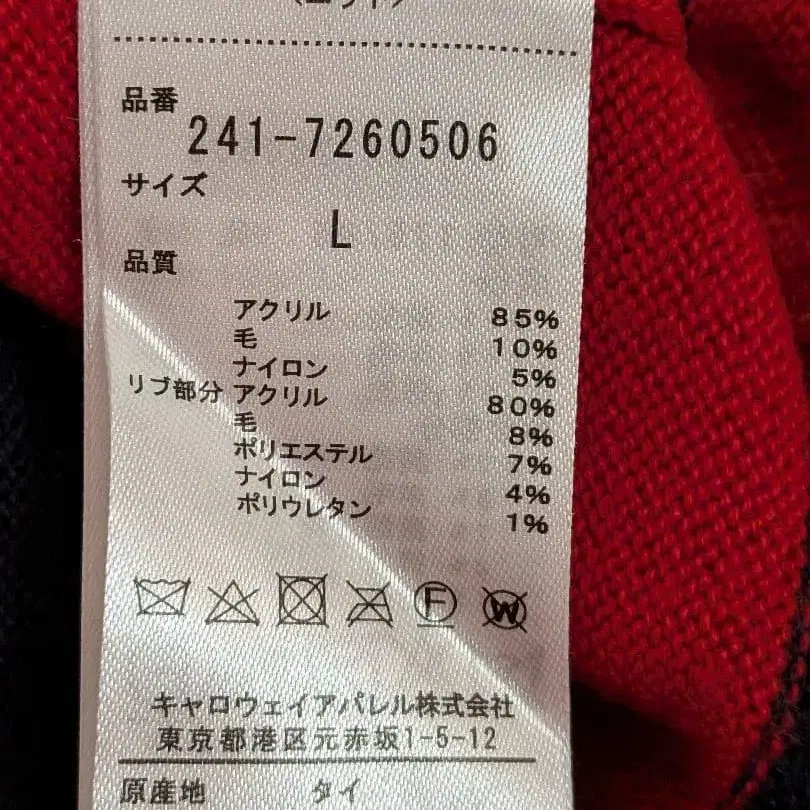 品番
241-7260506
サイズ
L
品質
アクリル 85%
毛 10%
ナイロン 5%
リブ部分 アクリル 80%
毛 8%
ポリエステル 7%
ナイロン 4%
ポリウレタン 1%
F W
キャロウェイアパレル株式会社
東京都港区元赤坂1-5-12
原産地 タイ